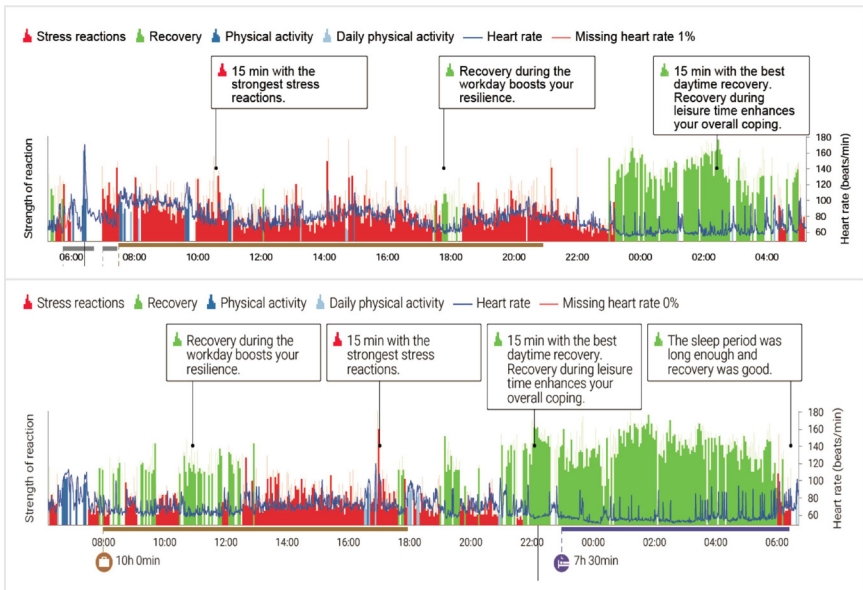 Stress reactions Recovery Physical activity Daily physical activity Heart rate Missing heart rate 1%
15 min with the
strongest stress
reactions.
Recovery during the
workday boosts your
resilience.
15 min with the best
daytime recovery.
Recovery during
leisure time enhances
your overall coping.
Strength of reaction
180
160
140
120
100
80
60
Heart rate (beats/min)
06:00 08:00 10:00 12:00 14:00 16:00 18:00 20:00 22:00 00:00 02:00 04:00
Stress reactions Recovery Physical activity Daily physical activity Heart rate Missing heart rate 0%
Recovery during the
workday boosts your
resilience.
15 min with the
strongest stress
reactions.
15 min with the best
daytime recovery.
Recovery during leisure
time enhances your
overall coping.
The sleep period was
long enough and
recovery was good.
Strength of reaction
180
160
140
120
100
80
60
Heart rate (beats/min)
08:00 10:00 12:00 14:00 16:00 18:00 20:00 22:00 00:00 02:00 04:00 06:00
10h 0min 7h 30min